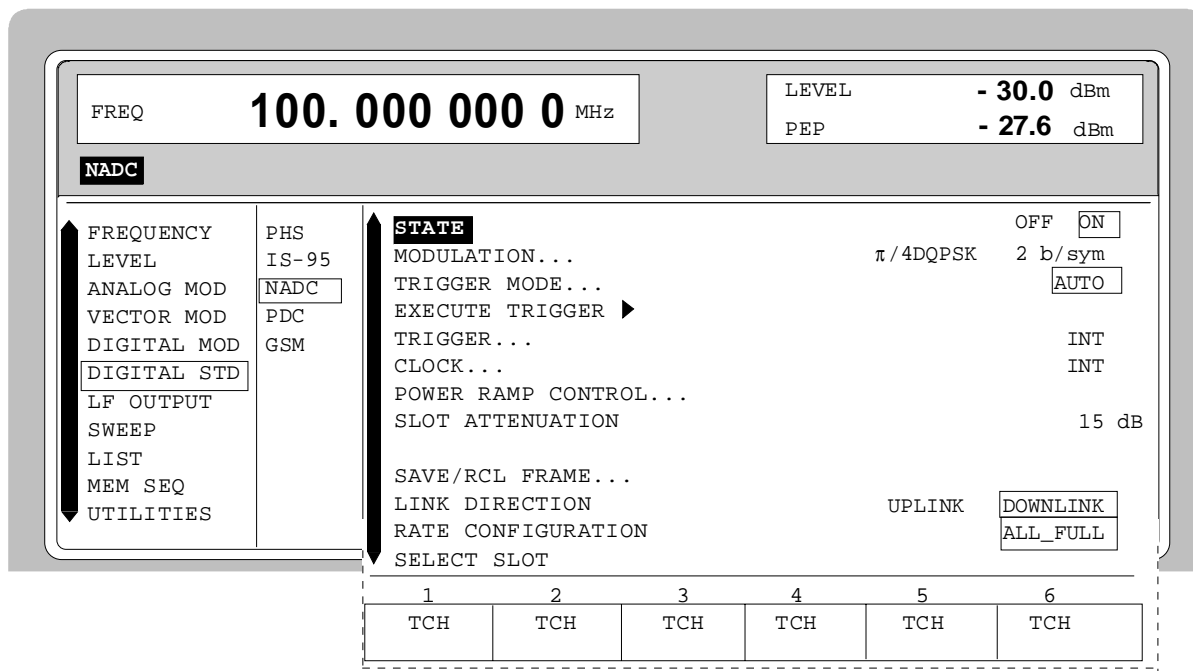 FREQ 100. 000 000 0 MHz
LEVEL - 30.0 dBm
PEP - 27.6 dBm
NADC
FREQUENCY
LEVEL
ANALOG MOD
VECTOR MOD
DIGITAL MOD
DIGITAL STD
LF OUTPUT
SWEEP
LIST
MEM SEQ
UTILITIES
PHS
IS-95
NADC
PDC
GSM
STATE OFF ON
MODULATION... π/4DQPSK 2 b/sym
TRIGGER MODE... AUTO
EXECUTE TRIGGER ▶
TRIGGER... INT
CLOCK... INT
POWER RAMP CONTROL...
SLOT ATTENUATION 15 dB
SAVE/RCL FRAME...
LINK DIRECTION UPLINK DOWNLINK
RATE CONFIGURATION ALL_FULL
SELECT SLOT
1 2 3 4 5 6
TCH TCH TCH TCH TCH TCH